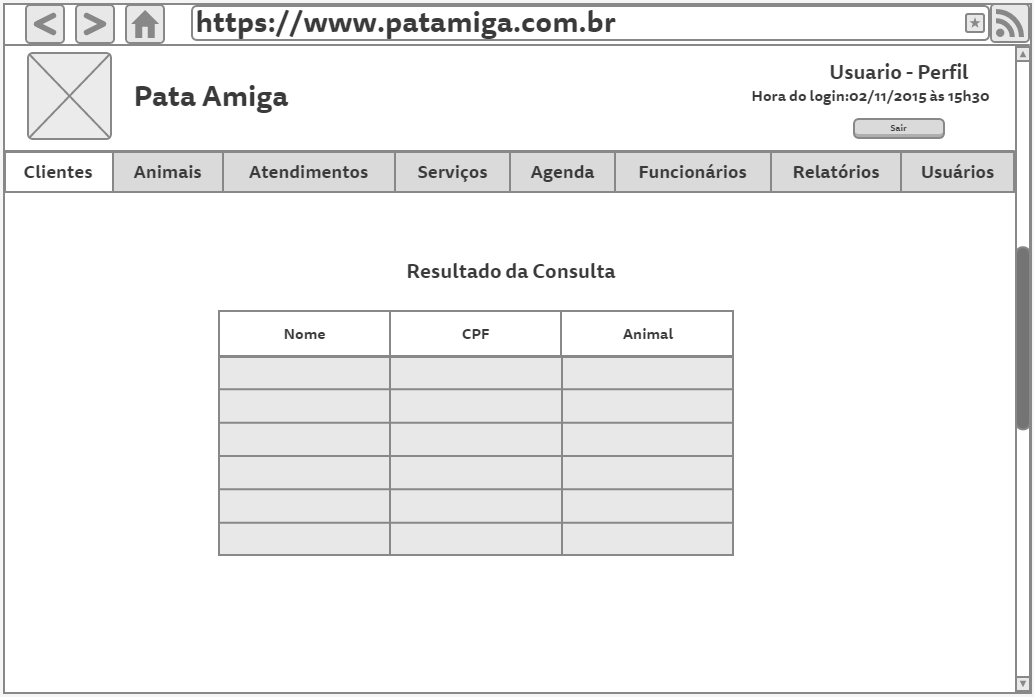 https://www.patamiga.com.br
Usuario - Perfil
Pata Amiga
Hora do login:02/11/2015 às 15h30
Sair
Clientes Animais Atendimentos Serviços Agenda Funcionários Relatórios Usuários
Resultado da Consulta
Nome CPF Animal